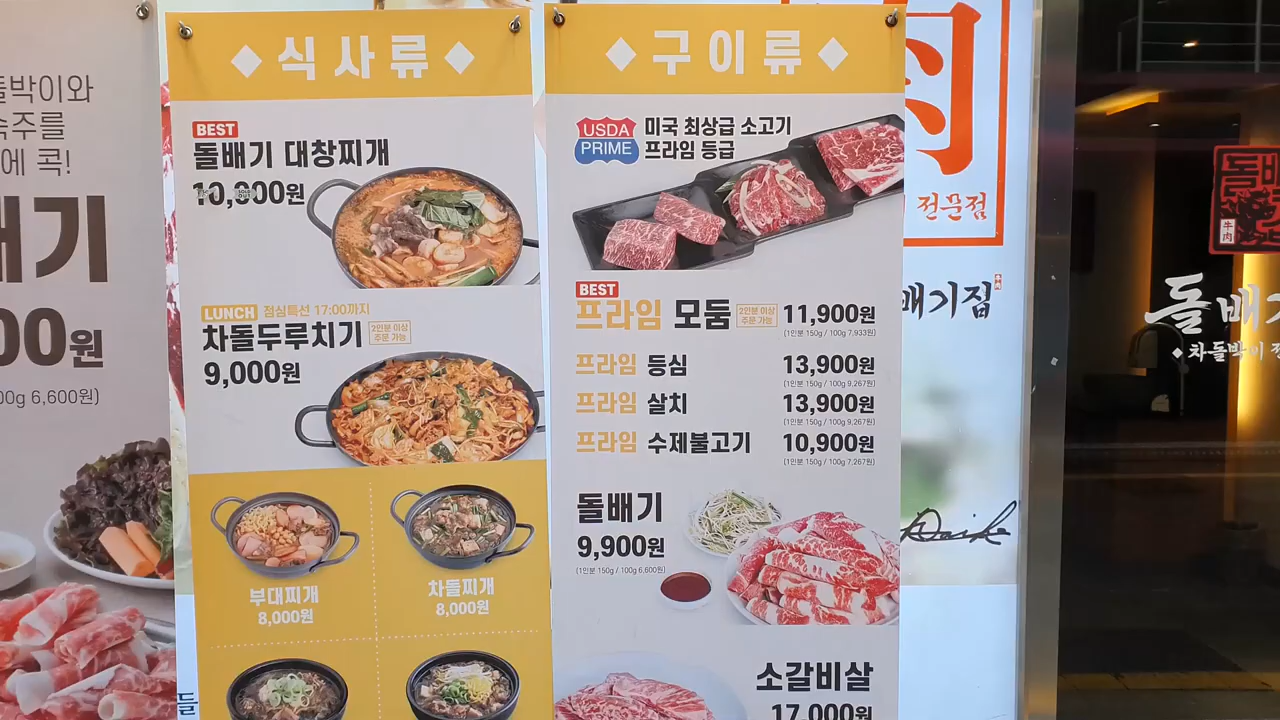 돌박이와
숙주를
에 콕!
배기
00원
00g 6,600원)
◆식사류◆
BEST
돌배기 대창찌개
10,000원
LUNCH 점심특선 17:00까지
차돌두루치기 2인분 이상 주문 가능
9,000원
부대찌개
8,000원
차돌찌개
8,000원
◆구이류◆
USDA
PRIME
미국 최상급 소고기
프라임 등급
BEST
프라임 모둠 2인분 이상 주문 가능 11,900원
(1인분 150g / 100g 7,933원)
프라임 등심 13,900원
(1인분 150g / 100g 9,267원)
프라임 살치 13,900원
(1인분 150g / 100g 9,267원)
프라임 수제불고기 10,900원
(1인분 150g / 100g 7,267원)
돌배기
9,900원
(1인분 150g / 100g 6,600원)
소갈비살
17,000원
肉
전문점
배기집
돌배
牛肉
돌배기
◆차돌박이 전
들